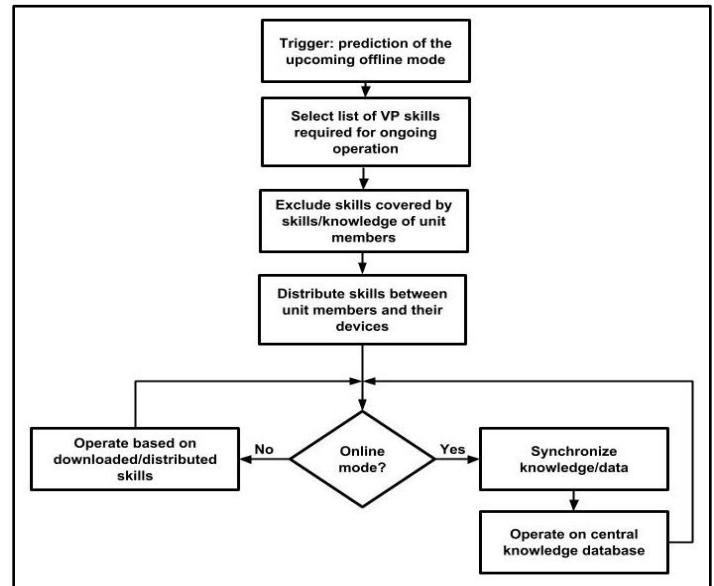 Trigger: prediction of the
upcoming offline mode
Select list of VP skills
required for ongoing
operation
Exclude skills covered by
skills/knowledge of unit
members
Distribute skills between
unit members and their
devices
Operate based on
downloaded/distributed
skills
No
Online
mode?
Yes
Synchronize
knowledge/data
Operate on central
knowledge database